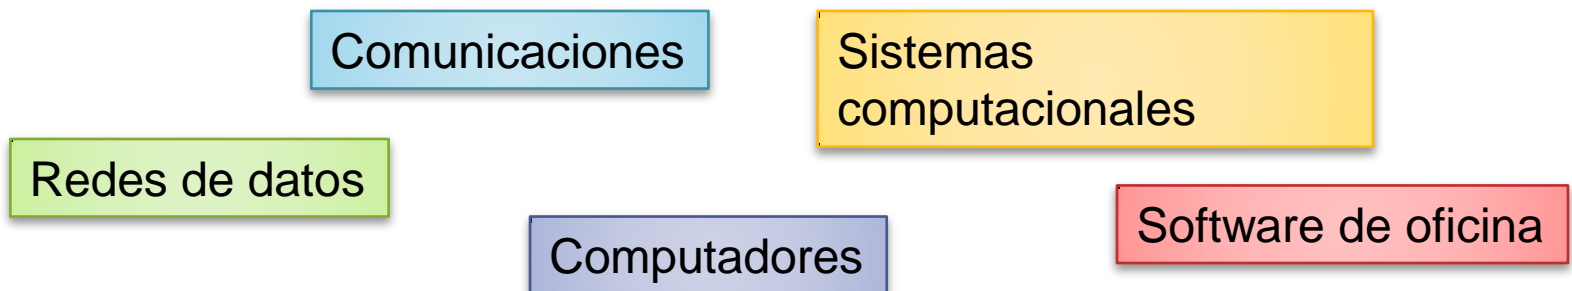 Comunicaciones
Sistemas
computacionales
Redes de datos
Software de oficina
Computadores